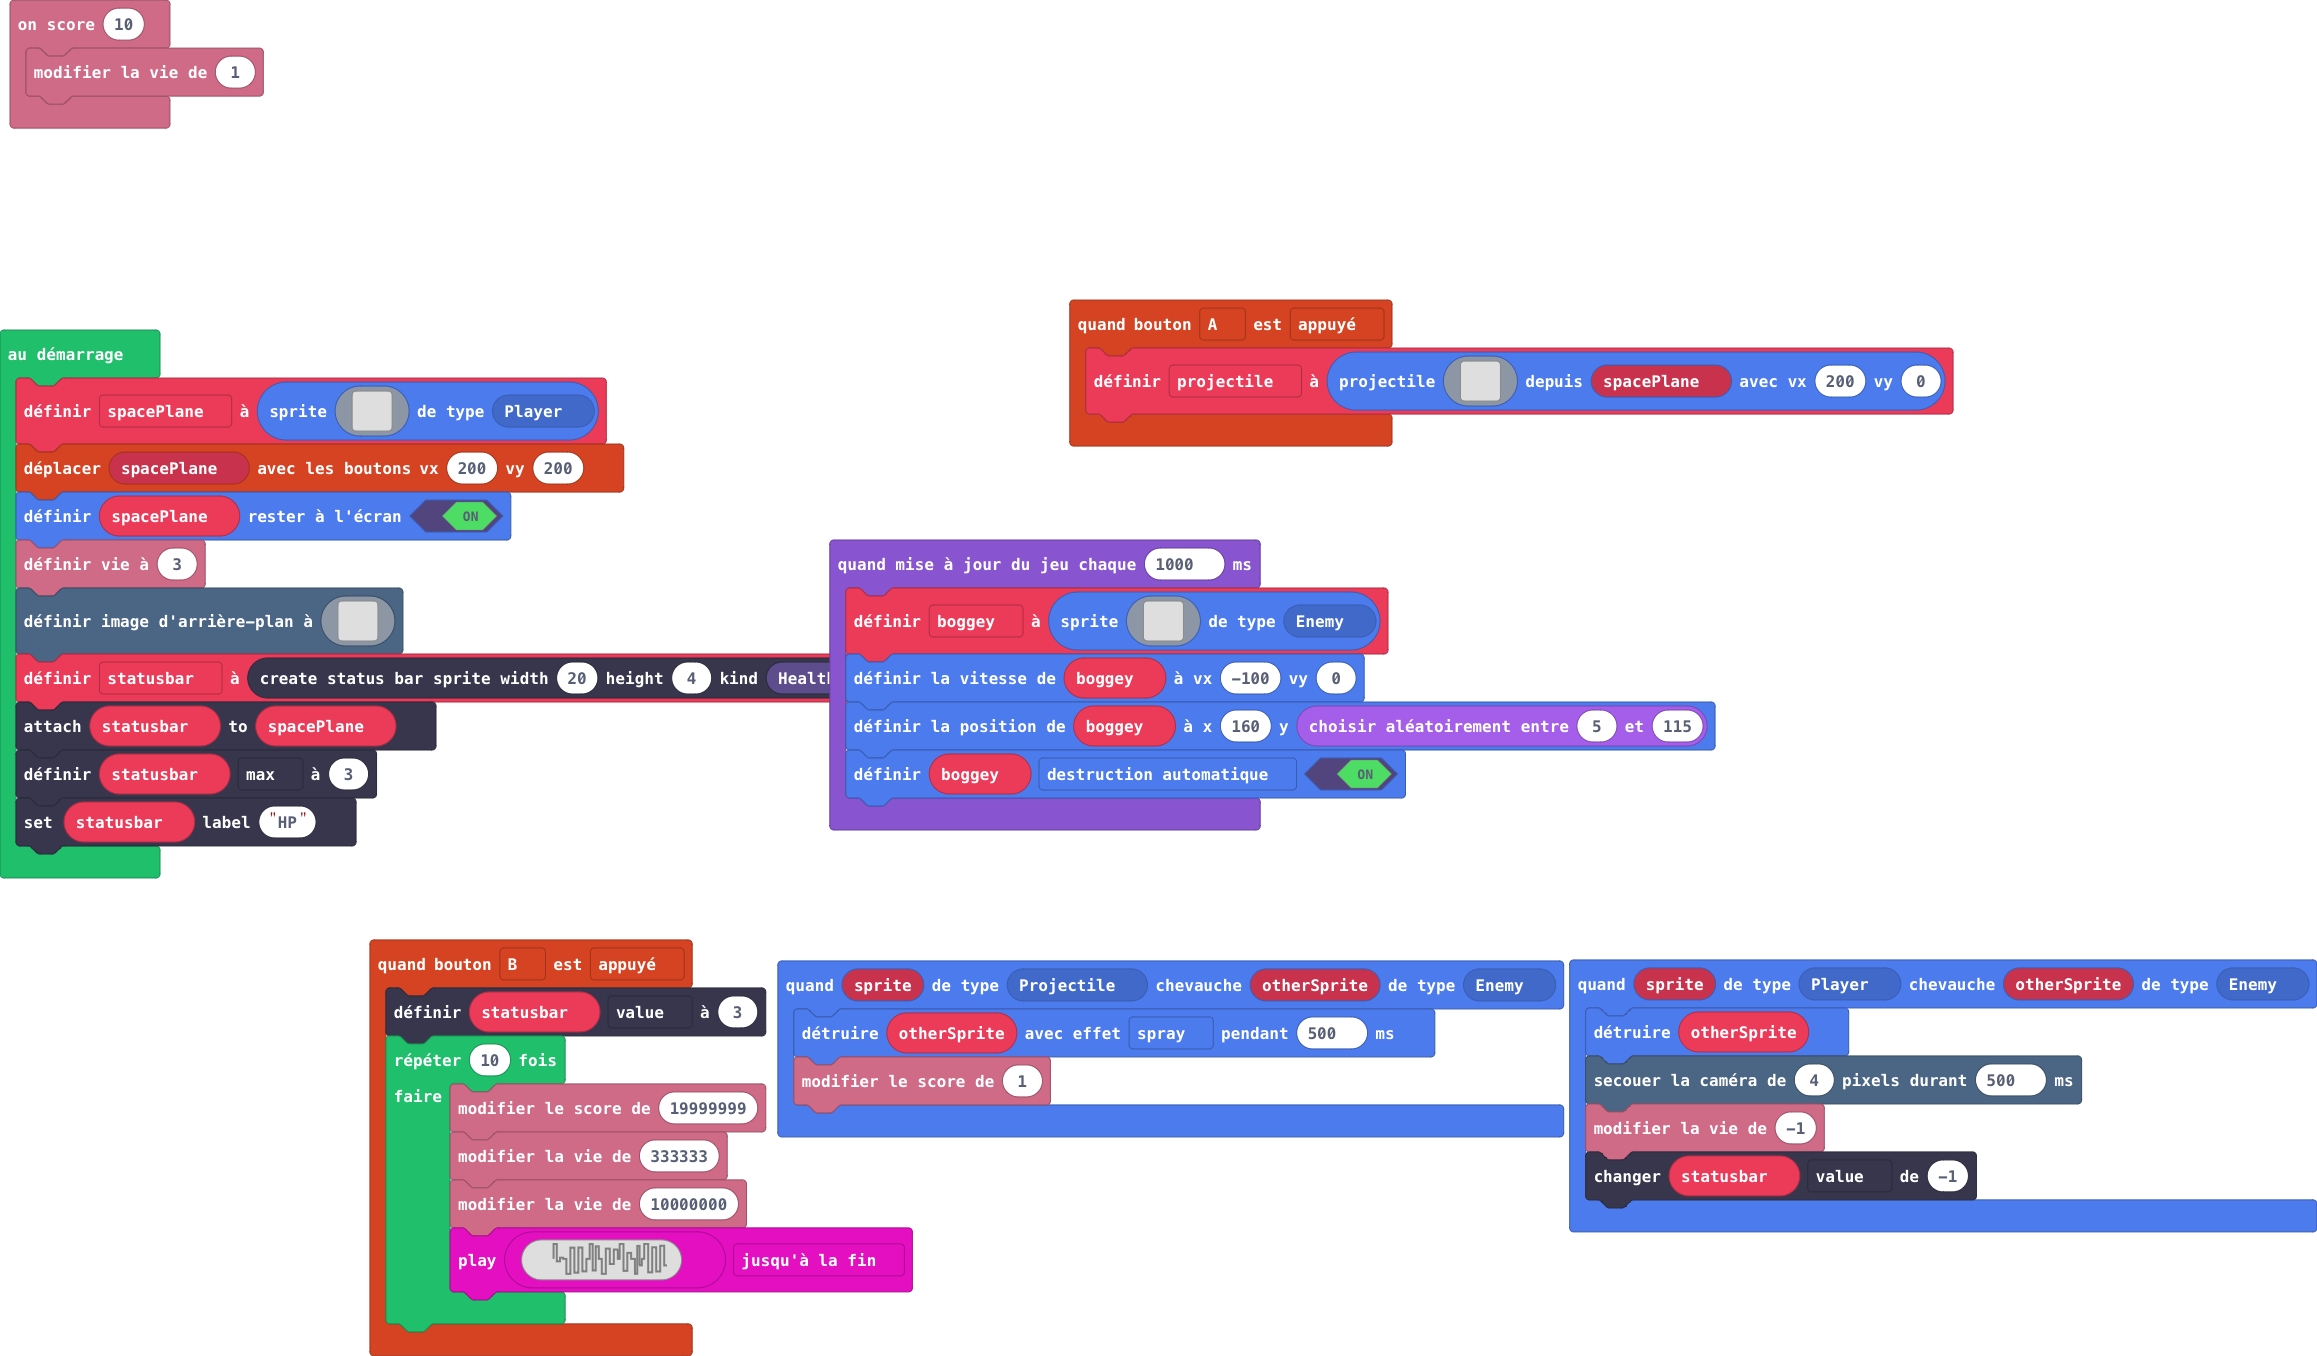 on score 10
modifier la vie de 1
au démarrage
définir spacePlane à sprite de type Player
déplacer spacePlane avec les boutons vx 200 vy 200
définir spacePlane rester à l'écran ON
définir vie à 3
définir image d'arrière-plan à
définir statusbar à create status bar sprite width 20 height 4 kind Health
attach statusbar to spacePlane
définir statusbar max à 3
set statusbar label "HP"
quand bouton A est appuyé
définir projectile à projectile depuis spacePlane avec vx 200 vy 0
quand mise à jour du jeu chaque 1000 ms
définir boggey à sprite de type Enemy
définir la vitesse de boggey à vx -100 vy 0
définir la position de boggey à x 160 y choisir aléatoirement entre 5 et 115
définir boggey destruction automatique ON
quand bouton B est appuyé
définir statusbar value à 3
répéter 10 fois
faire
modifier le score de 19999999
modifier la vie de 333333
modifier la vie de 10000000
play jusqu'à la fin
quand sprite de type Projectile chevauche otherSprite de type Enemy
détruire otherSprite avec effet spray pendant 500 ms
modifier le score de 1
quand sprite de type Player chevauche otherSprite de type Enemy
détruire otherSprite
secouer la caméra de 4 pixels durant 500 ms
modifier la vie de -1
changer statusbar value de -1